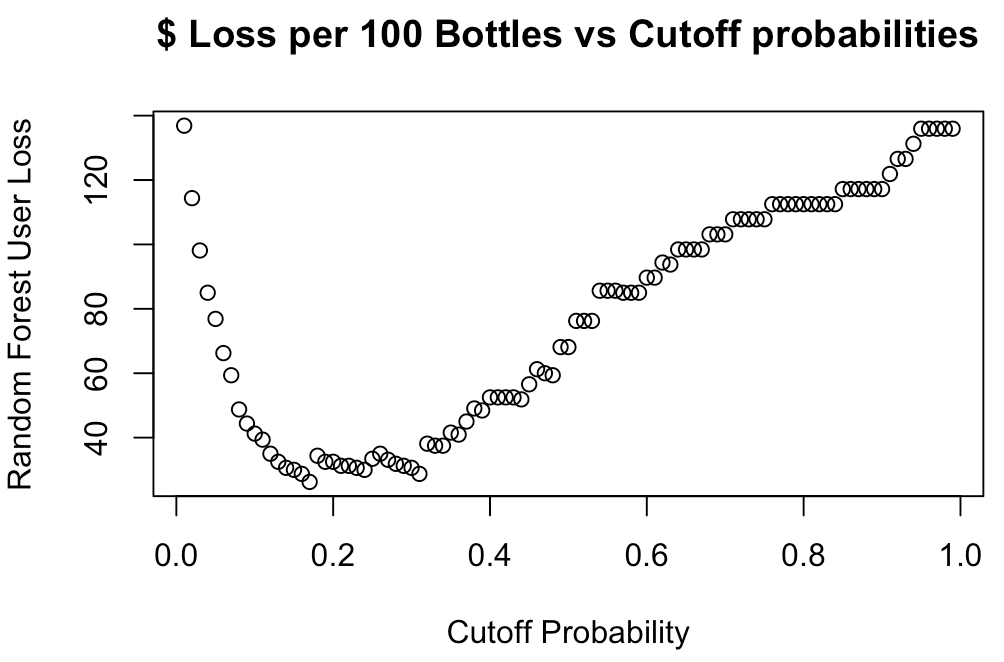 $ Loss per 100 Bottles vs Cutoff probabilities
Random Forest User Loss
120
80
60
40
0.0 0.2 0.4 0.6 0.8 1.0
Cutoff Probability